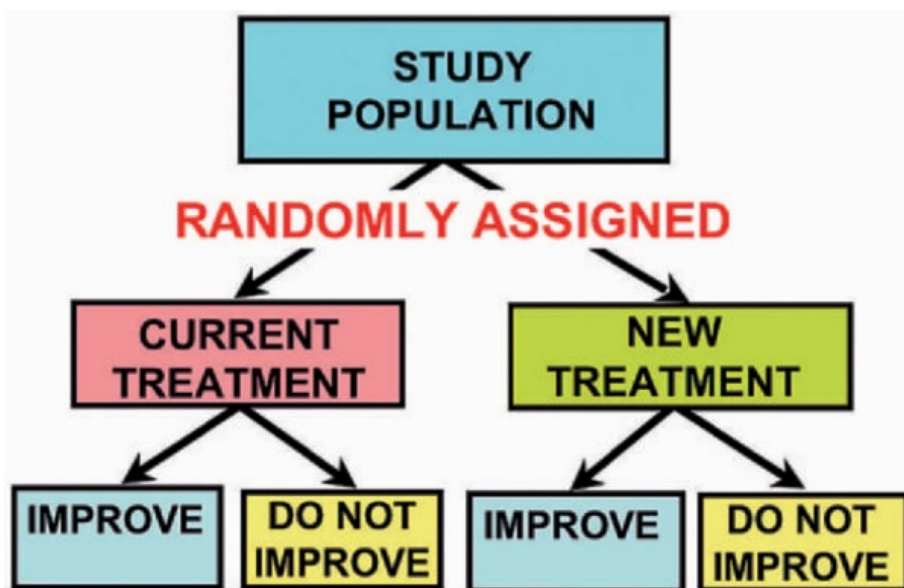 STUDY
POPULATION
RANDOMLY ASSIGNED
CURRENT
TREATMENT
NEW
TREATMENT
IMPROVE
DO NOT
IMPROVE
IMPROVE
DO NOT
IMPROVE